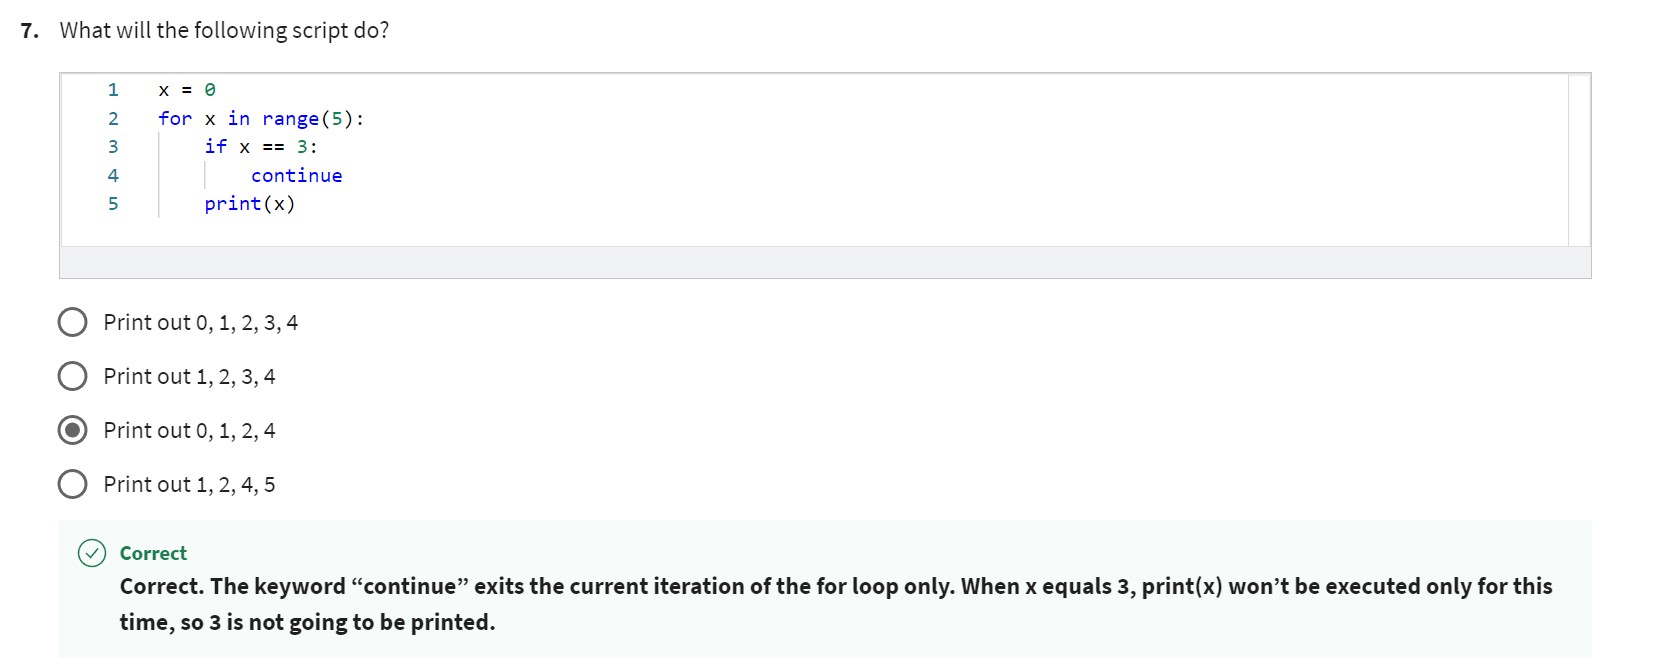 7. What will the following script do?
1 x = 0
2 for x in range(5):
3     if x == 3:
4         continue
5     print(x)
Print out 0, 1, 2, 3, 4
Print out 1, 2, 3, 4
Print out 0, 1, 2, 4
Print out 1, 2, 4, 5
Correct
Correct. The keyword “continue” exits the current iteration of the for loop only. When x equals 3, print(x) won’t be executed only for this
time, so 3 is not going to be printed.